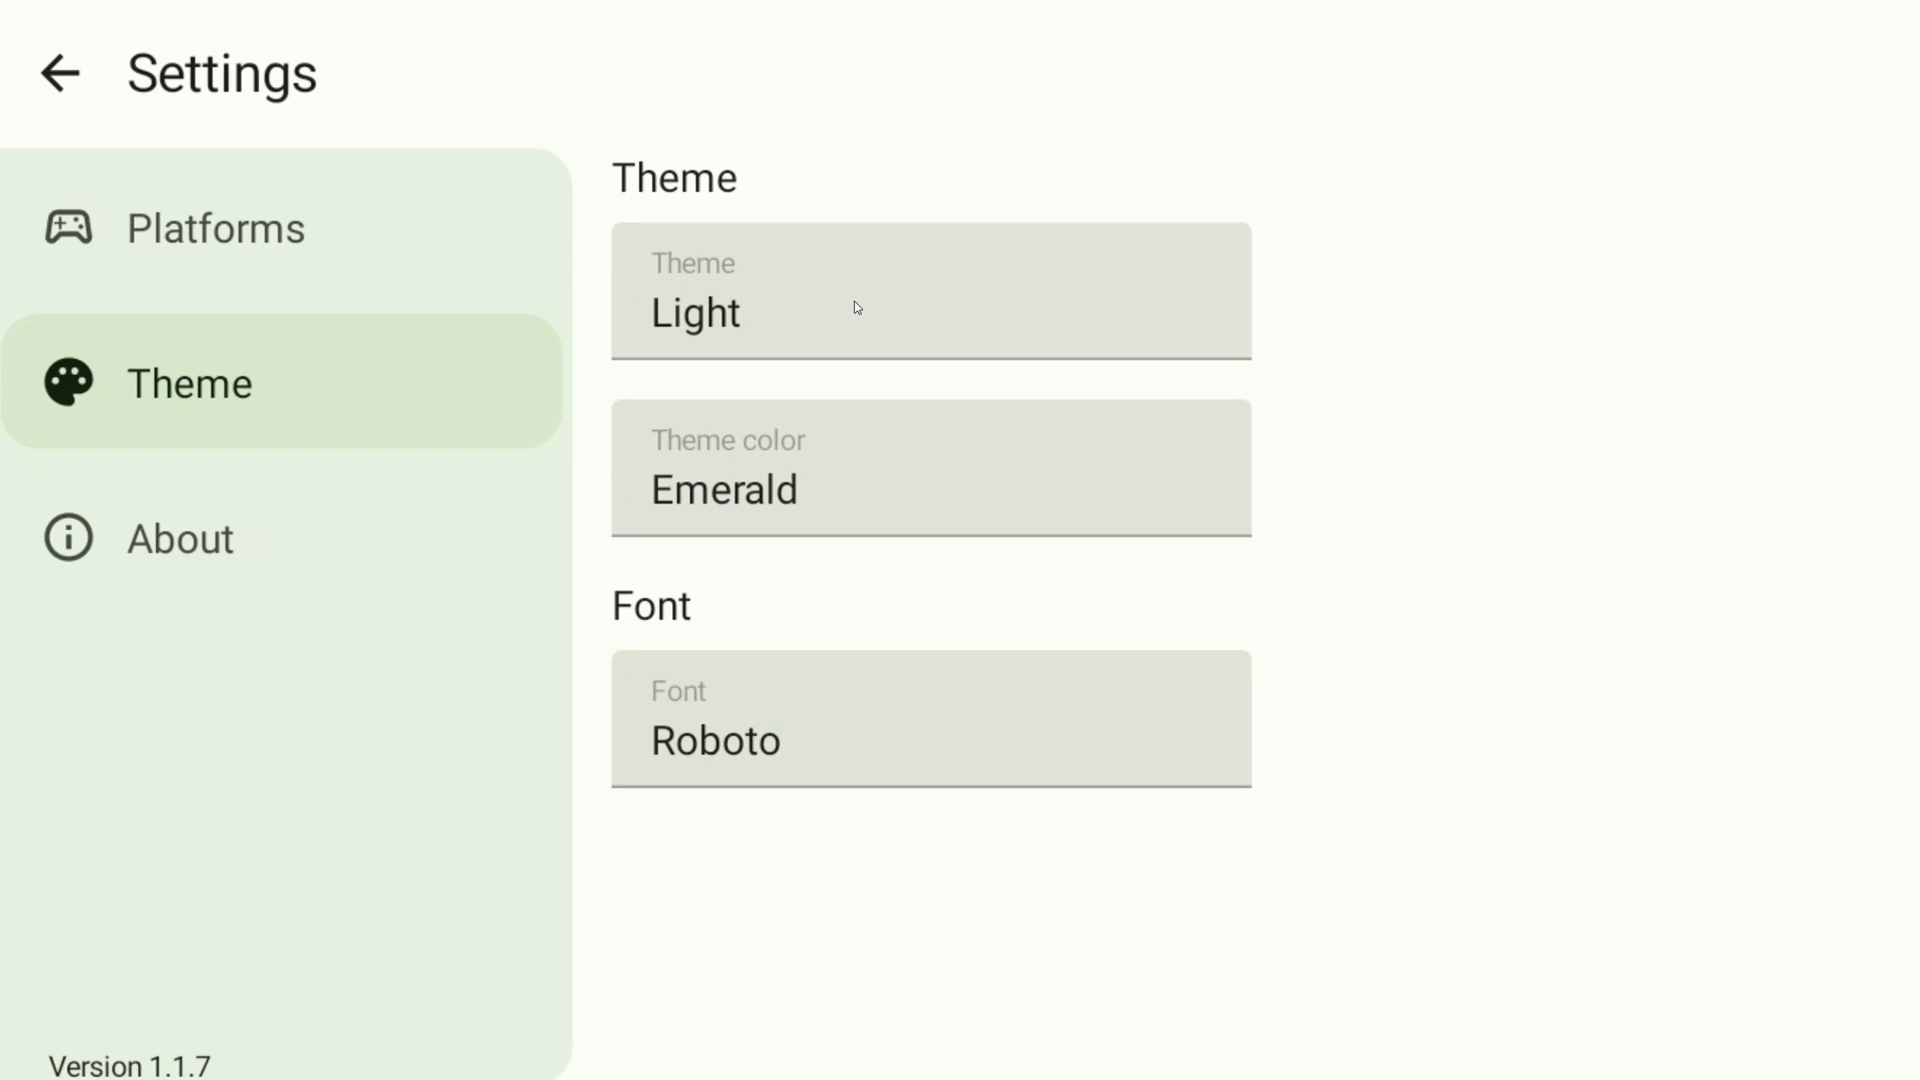 Settings
Platforms
Theme
About
Version 1.1.7
Theme
Theme
Light
Theme color
Emerald
Font
Font
Roboto